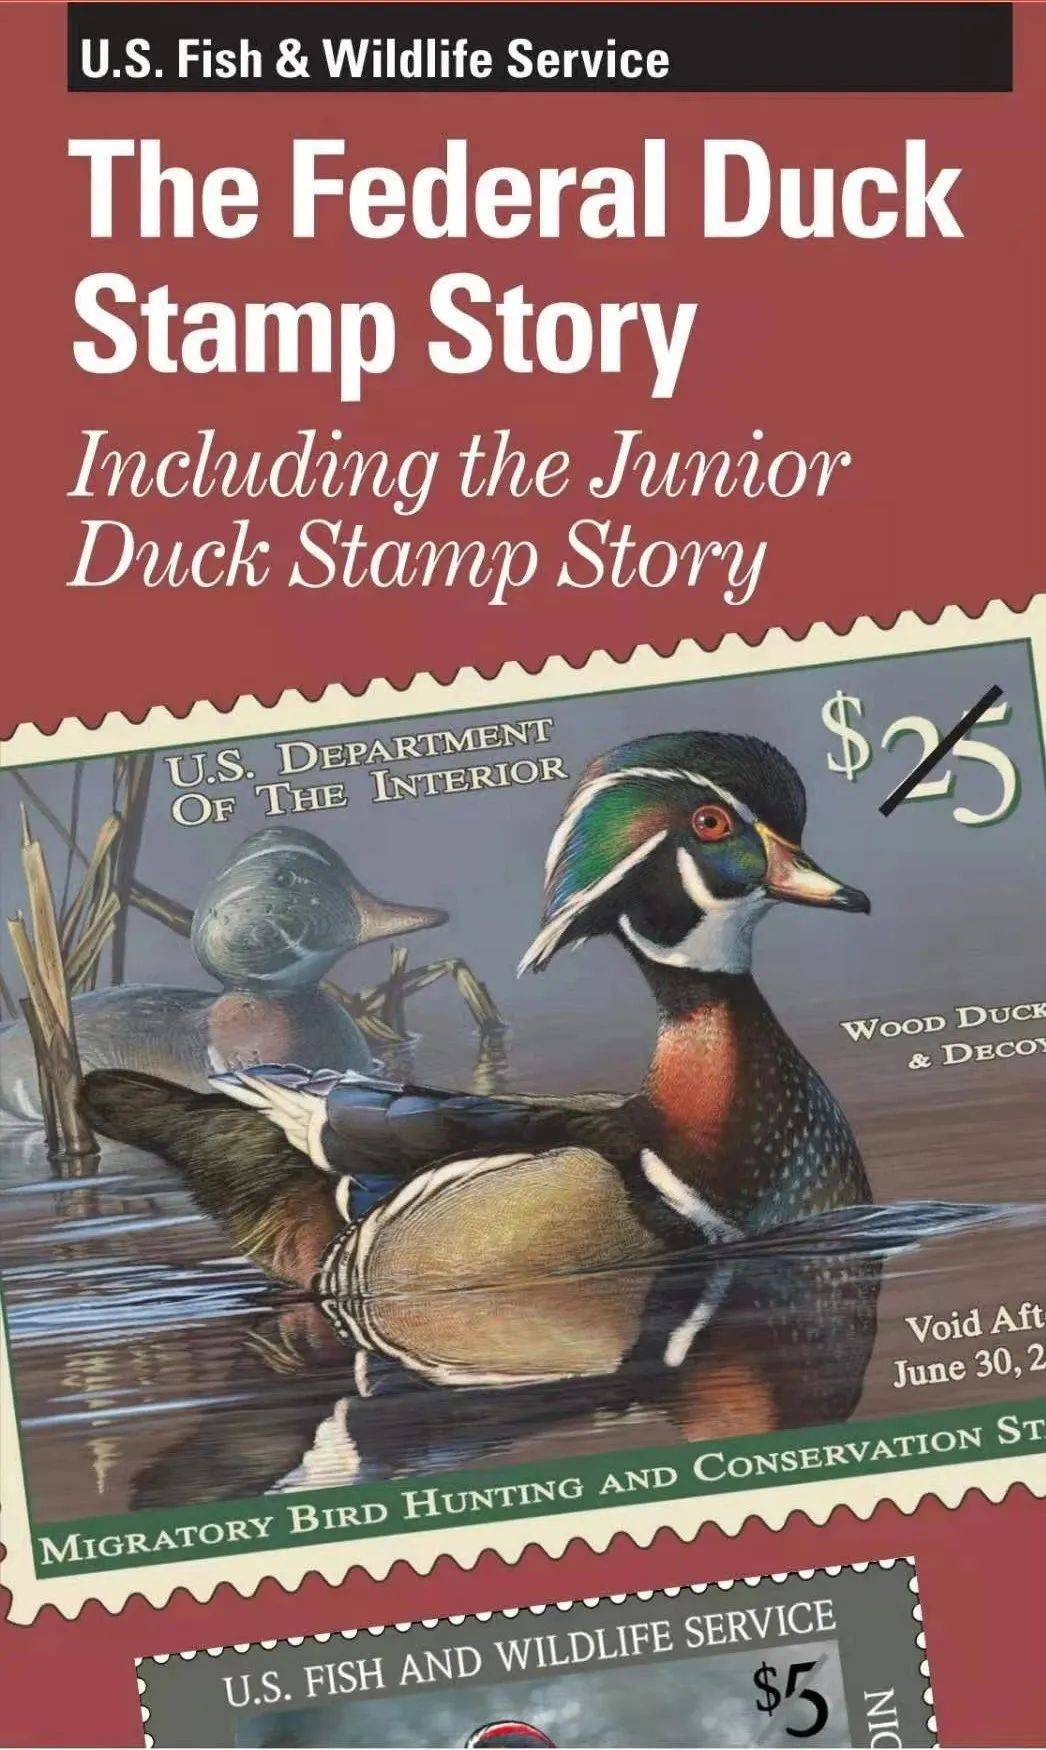 U.S. Fish & Wildlife Service
The Federal Duck
Stamp Story
Including the Junior
Duck Stamp Story
U.S. DEPARTMENT
OF THE INTERIOR
$25
WOOD DUCK
& DECOY
Void Aft
June 30, 2
MIGRATORY BIRD HUNTING AND CONSERVATION ST
U.S. FISH AND WILDLIFE SERVICE
$5